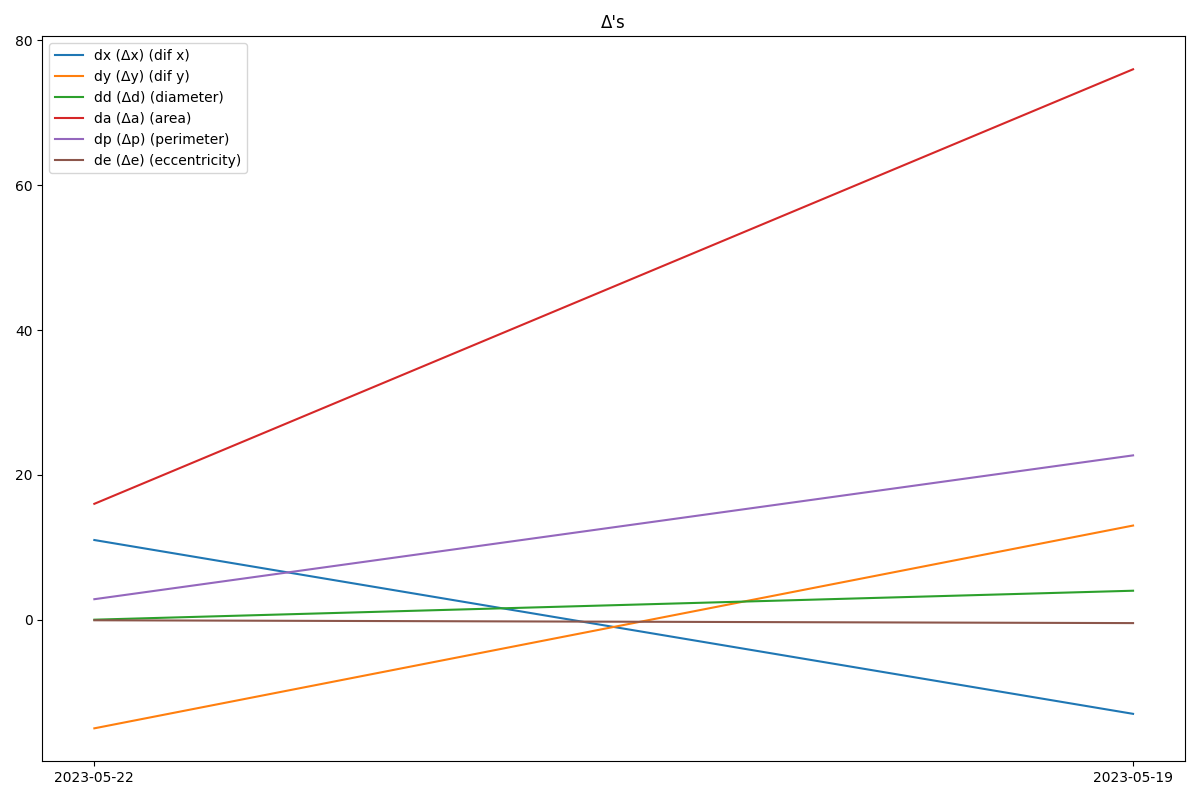 Δ's
dx (Δx) (dif x)
dy (Δy) (dif y)
dd (Δd) (diameter)
da (Δa) (area)
dp (Δp) (perimeter)
de (Δe) (eccentricity)
80
60
40
20
0
2023-05-22 2023-05-19